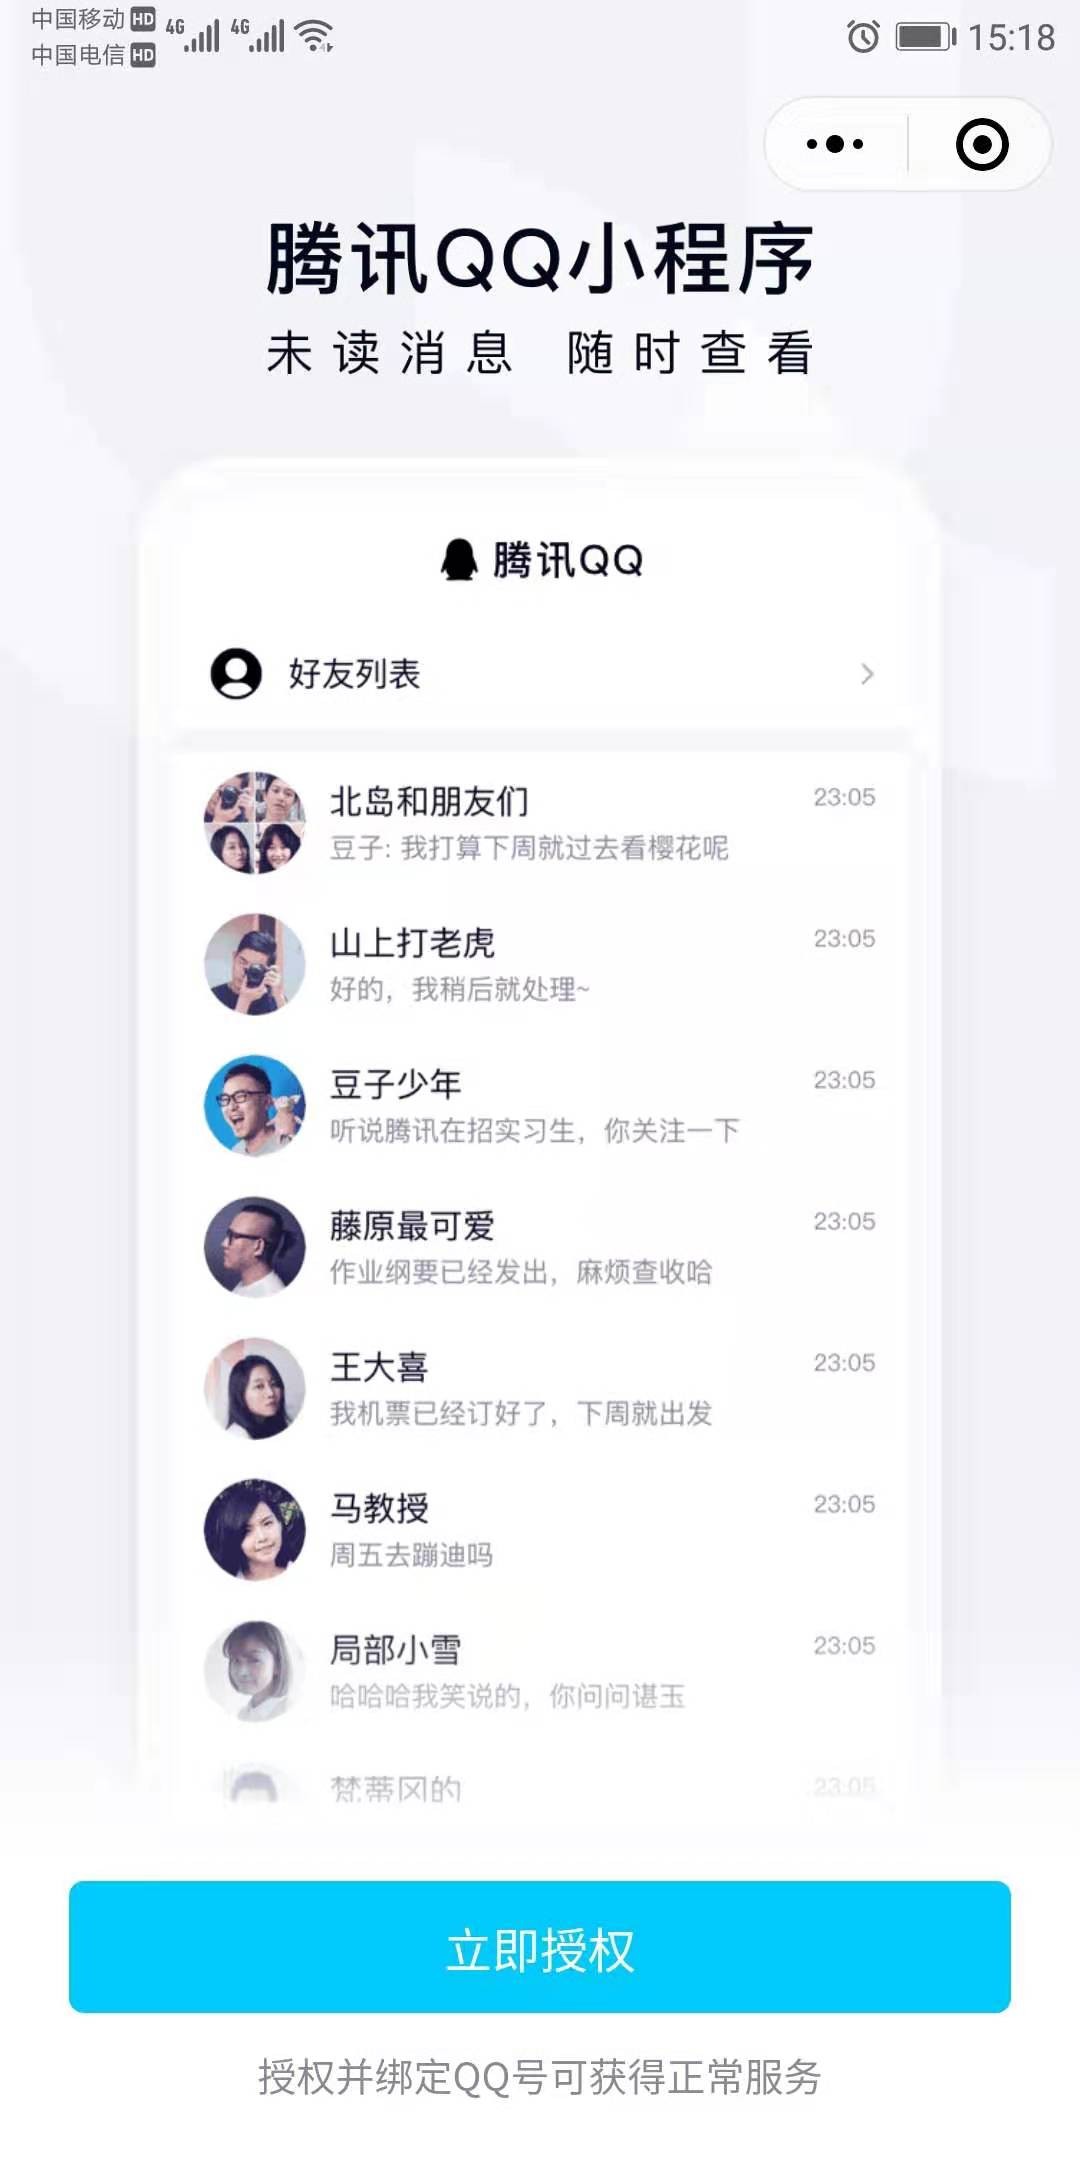 中国移动 HD 4G 4G 15:18
中国电信 HD
腾讯QQ小程序
未读消息 随时查看
腾讯QQ
好友列表
北岛和朋友们 23:05
豆子: 我打算下周就过去看樱花呢
山上打老虎 23:05
好的，我稍后就处理~
豆子少年 23:05
听说腾讯在招实习生，你关注一下
藤原最可爱 23:05
作业纲要已经发出，麻烦查收哈
王大喜 23:05
我机票已经订好了，下周就出发
马教授 23:05
周五去蹦迪吗
局部小雪 23:05
哈哈哈我笑说的，你问问谌玉
梵蒂冈的 23:05
立即授权
授权并绑定QQ号可获得正常服务